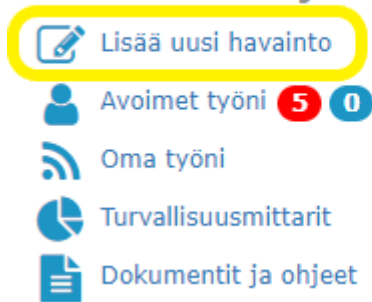 Lisää uusi havainto
Avoimet työni 5 0
Oma työni
Turvallisuusmittarit
Dokumentit ja ohjeet